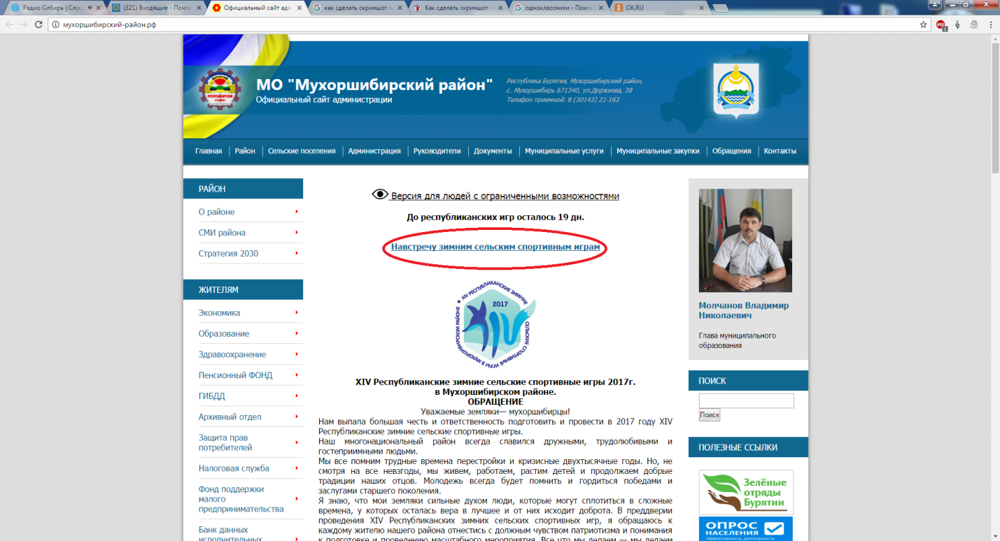 Радио Сибирь | Слуш
(321) Входящие - Почта
Официальный сайт адм
как сделать скриншот н
Как сделать скриншот –
одноклассники - Поиск
OK.RU
мухоршибирский-район.рф
МО "Мухоршибирский район"
Официальный сайт администрации
Республика Бурятия, Мухоршибирский район,
с. Мухоршибирь 671340, ул.Доржиева, 38
Телефон приемной: 8 (30143) 21-163
БУРЯТИЯ
МУХОРШИБИРСКИЙ
РАЙОН
Главная
Район
Сельские поселения
Администрация
Руководители
Документы
Муниципальные услуги
Муниципальные закупки
Обращения
Контакты
РАЙОН
О районе
СМИ района
Стратегия 2030
ЖИТЕЛЯМ
Экономика
Образование
Здравоохранение
Пенсионный ФОНД
ГИБДД
Архивный отдел
Защита прав
потребителей
Налоговая служба
Фонд поддержки
малого
предпринимательства
Банк данных
исполнительных
Версия для людей с ограниченными возможностями
До республиканских игр осталось 19 дн.
Навстречу зимним сельским спортивным играм
XIV РЕСПУБЛИКАНСКИЕ ЗИМНИЕ СЕЛЬСКИЕ СПОРТИВНЫЕ ИГРЫ В МУХОРШИБИРСКОМ РАЙОНЕ
2017
XIV
XIV Республиканские зимние сельские спортивные игры 2017г.
в Мухоршибирском районе.
ОБРАЩЕНИЕ
Уважаемые земляки— мухоршибирцы!
Нам выпала большая честь и ответственность подготовить и провести в 2017 году XIV
Республиканские зимние сельские спортивные игры.
Наш многонациональный район всегда славился дружными, трудолюбивыми и
гостеприимными людьми.
Мы все помним трудные времена перестройки и кризисные двухтысячные годы. Но, не
смотря на все невзгоды, мы живем, работаем, растим детей и продолжаем добрые
традиции наших отцов. Молодежь всегда будет помнить и гордиться победами и
заслугами старшего поколения.
Я знаю, что мои земляки сильные духом люди, которые могут сплотиться в сложные
времена, у которых осталась вера в лучшее и от них исходит доброта. В преддверии
проведения XIV Республиканских зимних сельских спортивных игр, я обращаюсь к
каждому жителю нашего района отнестись с должным чувством патриотизма и понимания
к подготовке и проведению масштабного мероприятия. Все что мы делаем — мы делаем
Молчанов Владимир
Николаевич
Глава муниципального
образования
ПОИСК
Поиск
ПОЛЕЗНЫЕ ССЫЛКИ
Зелёные
отряды
Бурятии
ОПРОС
НАСЕЛЕНИЯ
Эффективность деятельности